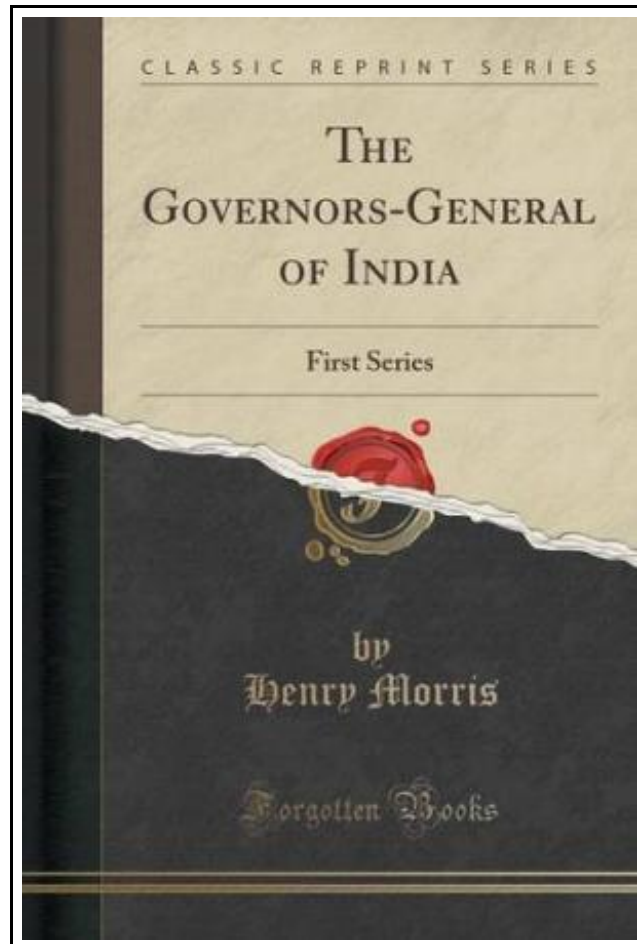 CLASSIC REPRINT SERIES
THE
GOVERNORS-GENERAL
OF INDIA
First Series
F
by
Henry Morris
Forgotten Books